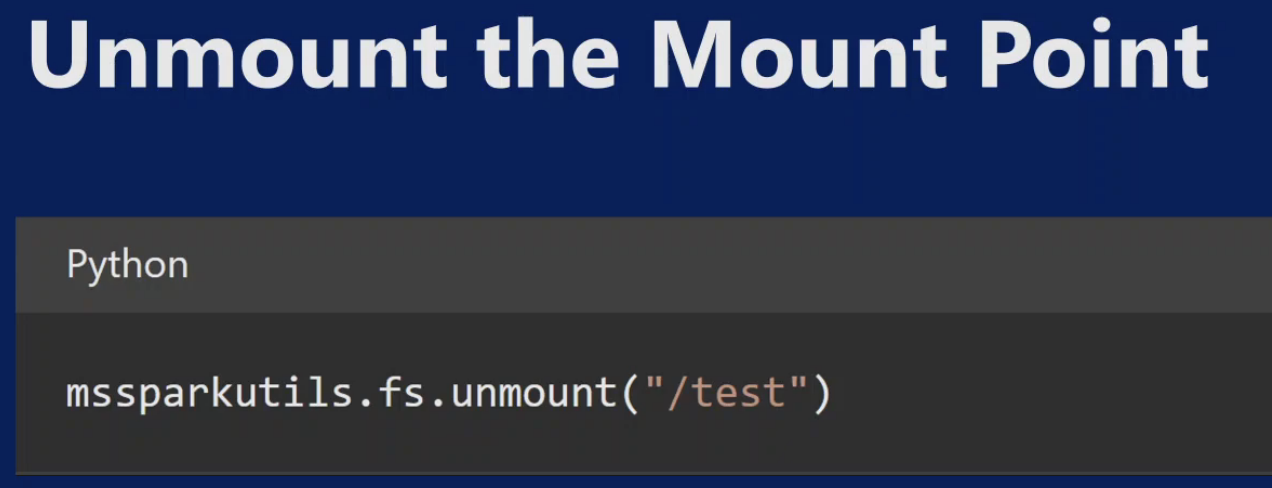 Unmount the Mount Point
Python
mssparkutils.fs.unmount("/test")